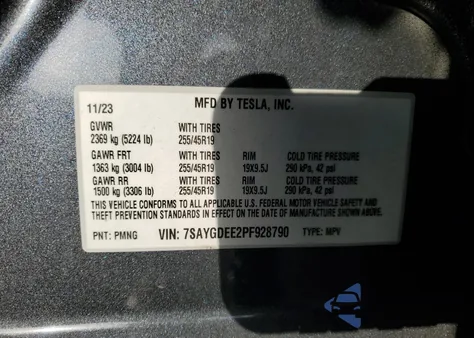 11/23 MFD BY TESLA, INC.
GVWR
2369 kg (5224 lb) WITH TIRES 255/45R19
GAWR FRT WITH TIRES RIM COLD TIRE PRESSURE
1363 kg (3004 lb) 255/45R19 19X9.5J 290 kPa, 42 psi
GAWR RR WITH TIRES RIM COLD TIRE PRESSURE
1500 kg (3306 lb) 255/45R19 19X9.5J 290 kPa, 42 psi
THIS VEHICLE CONFORMS TO ALL APPLICABLE U.S. FEDERAL MOTOR VEHICLE SAFETY AND
THEFT PREVENTION STANDARDS IN EFFECT ON THE DATE OF MANUFACTURE SHOWN ABOVE.
PNT: PMNG VIN: 7SAYGDEE2PF928790 TYPE: MPV